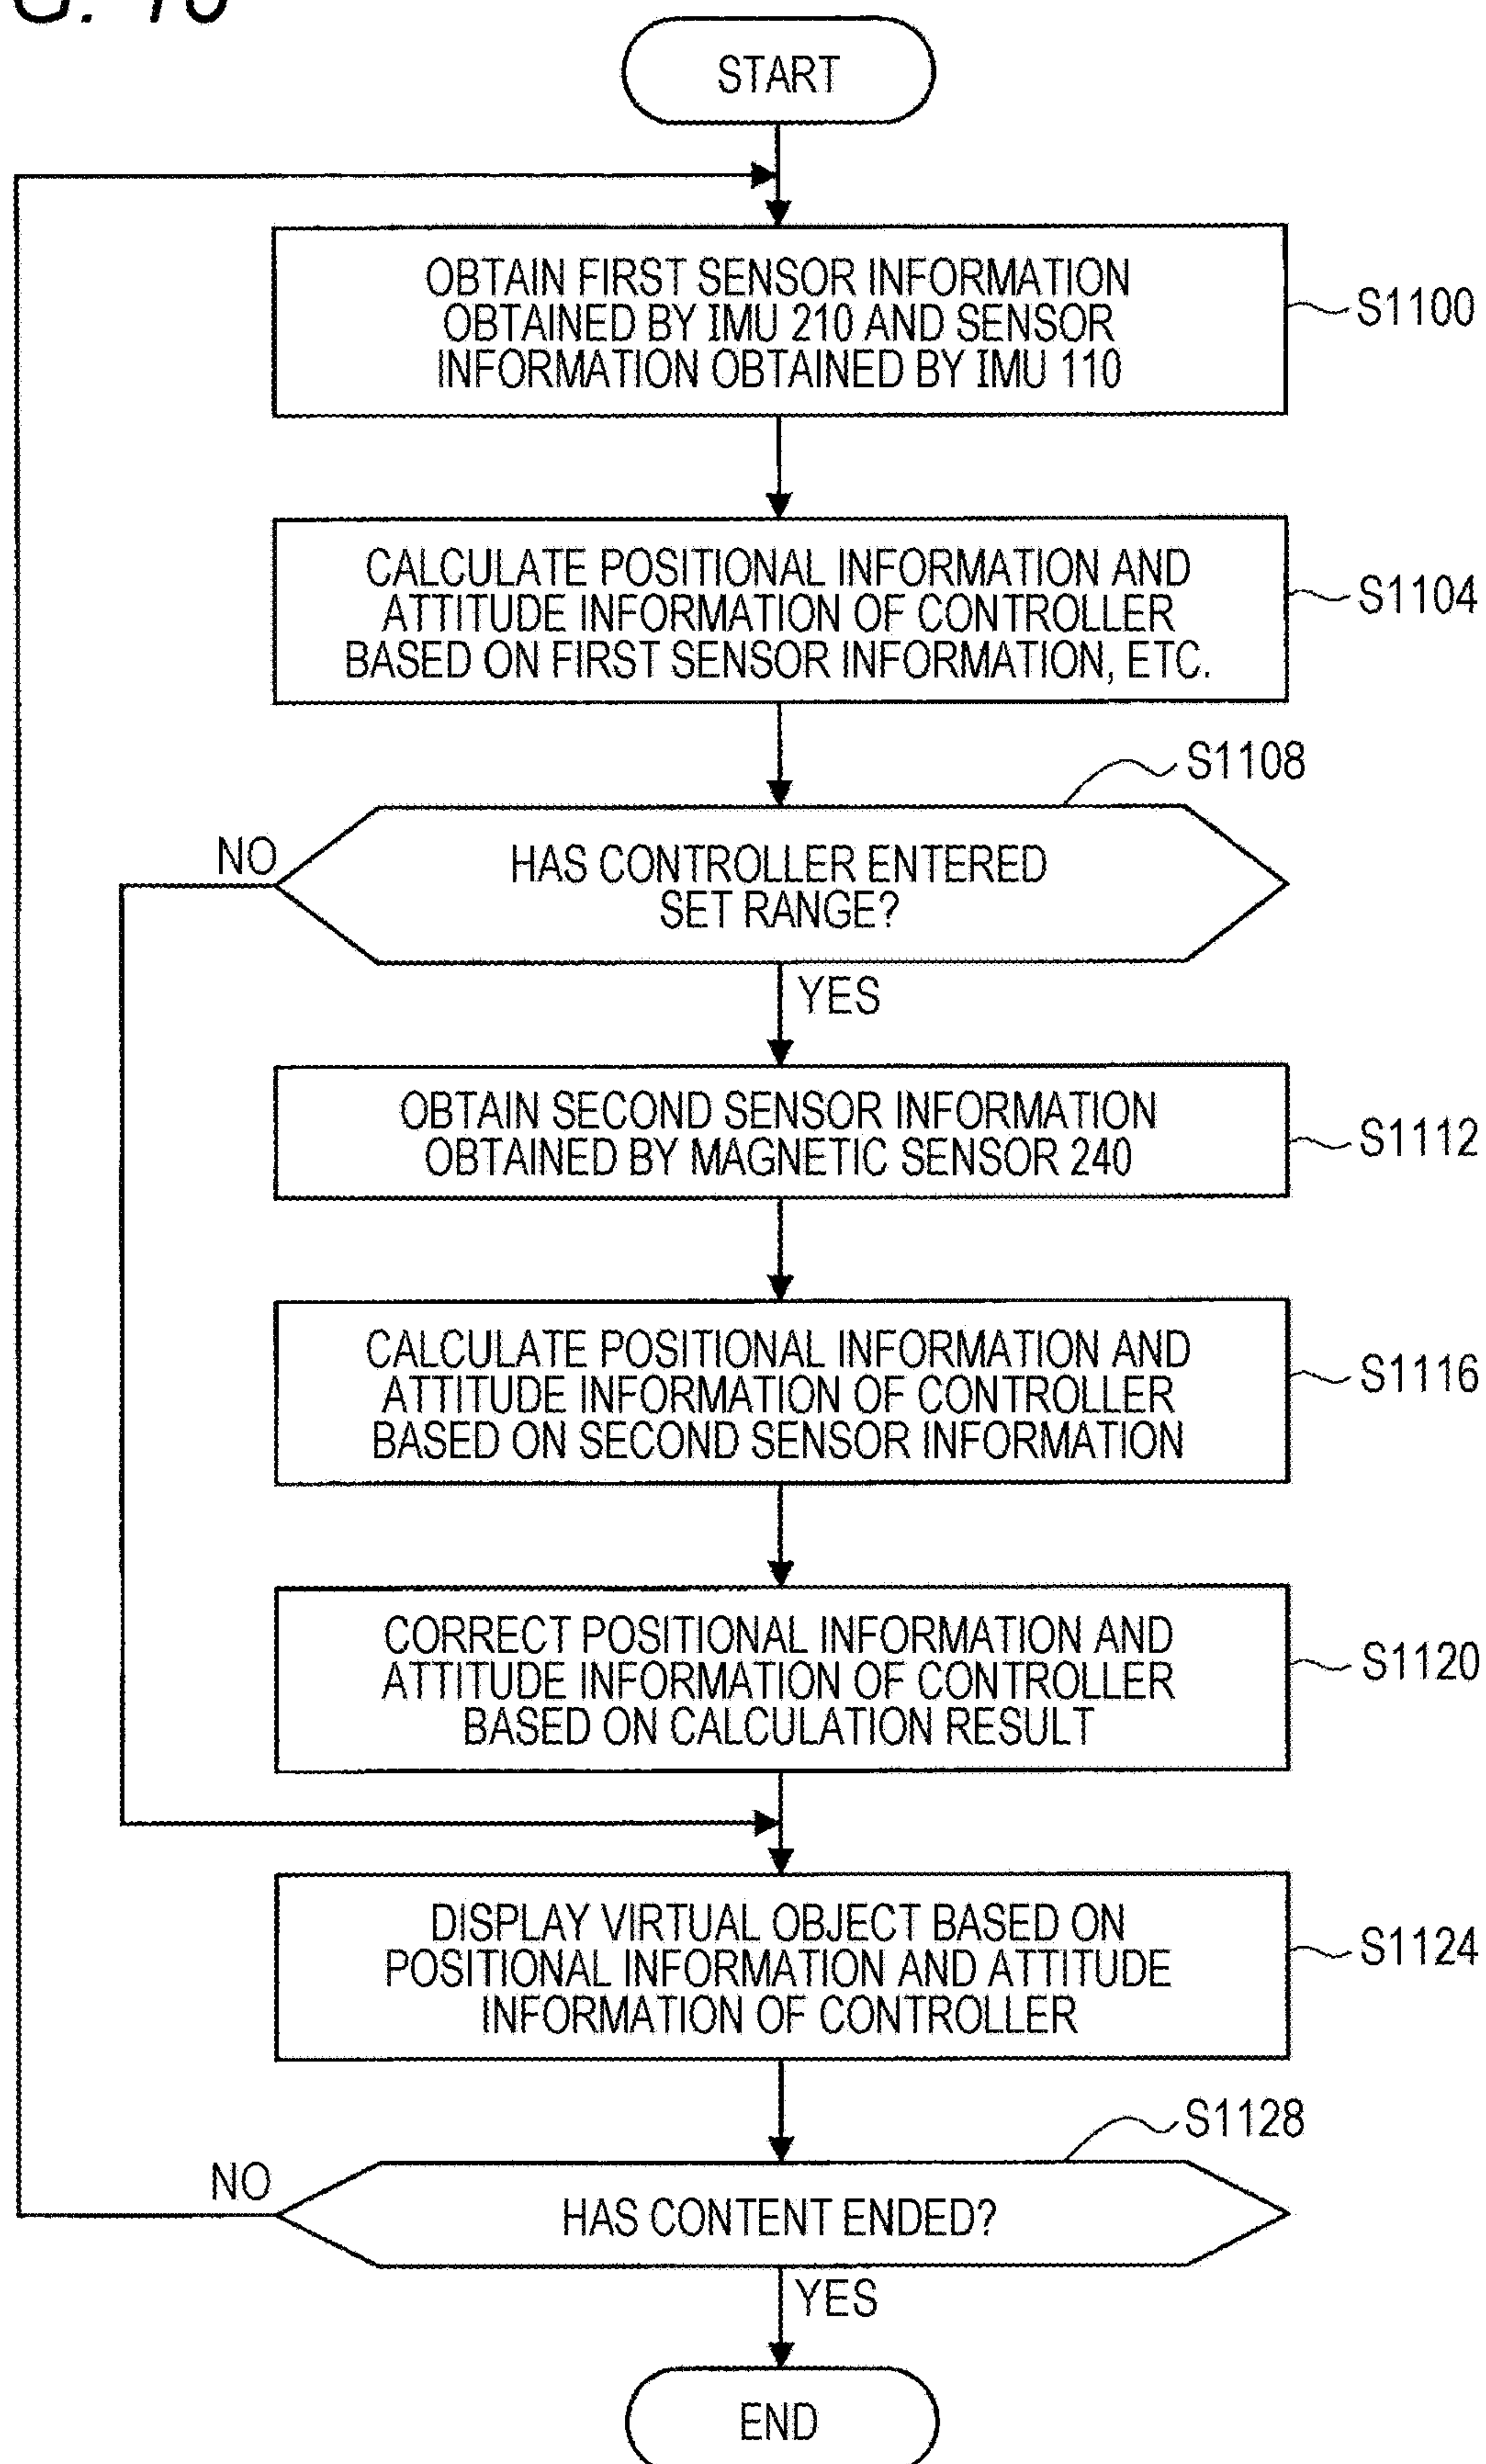 G. 10
START
OBTAIN FIRST SENSOR INFORMATION
OBTAINED BY IMU 210 AND SENSOR
INFORMATION OBTAINED BY IMU 110
S1100
CALCULATE POSITIONAL INFORMATION AND
ATTITUDE INFORMATION OF CONTROLLER
BASED ON FIRST SENSOR INFORMATION, ETC.
S1104
S1108
NO
HAS CONTROLLER ENTERED
SET RANGE?
YES
OBTAIN SECOND SENSOR INFORMATION
OBTAINED BY MAGNETIC SENSOR 240
S1112
CALCULATE POSITIONAL INFORMATION AND
ATTITUDE INFORMATION OF CONTROLLER
BASED ON SECOND SENSOR INFORMATION
S1116
CORRECT POSITIONAL INFORMATION AND
ATTITUDE INFORMATION OF CONTROLLER
BASED ON CALCULATION RESULT
S1120
DISPLAY VIRTUAL OBJECT BASED ON
POSITIONAL INFORMATION AND ATTITUDE
INFORMATION OF CONTROLLER
S1124
S1128
NO
HAS CONTENT ENDED?
YES
END